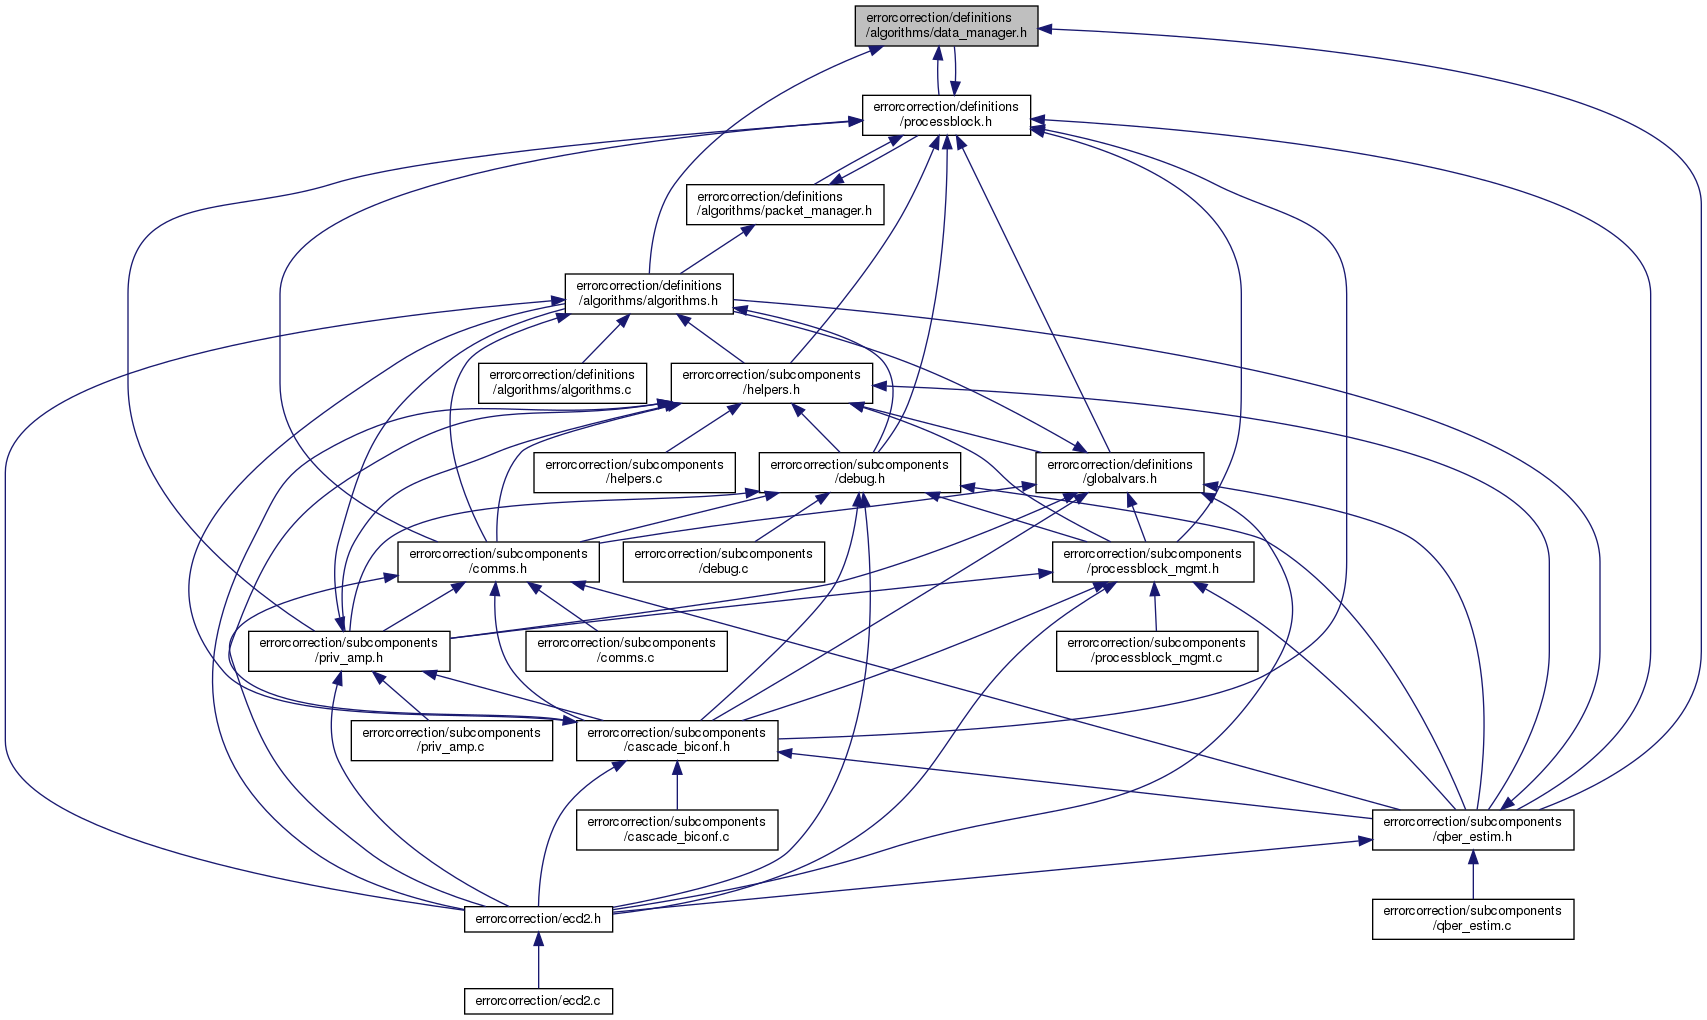 errorcorrection/definitions
/algorithms/data_manager.h
errorcorrection/definitions
/processblock.h
errorcorrection/definitions
/algorithms/packet_manager.h
errorcorrection/definitions
/algorithms/algorithms.h
errorcorrection/definitions
/algorithms/algorithms.c
errorcorrection/subcomponents
/helpers.h
errorcorrection/subcomponents
/helpers.c
errorcorrection/subcomponents
/debug.h
errorcorrection/definitions
/globalvars.h
errorcorrection/subcomponents
/comms.h
errorcorrection/subcomponents
/debug.c
errorcorrection/subcomponents
/processblock_mgmt.h
errorcorrection/subcomponents
/priv_amp.h
errorcorrection/subcomponents
/comms.c
errorcorrection/subcomponents
/processblock_mgmt.c
errorcorrection/subcomponents
/priv_amp.c
errorcorrection/subcomponents
/cascade_biconf.h
errorcorrection/subcomponents
/cascade_biconf.c
errorcorrection/subcomponents
/qber_estim.h
errorcorrection/ecd2.h
errorcorrection/subcomponents
/qber_estim.c
errorcorrection/ecd2.c